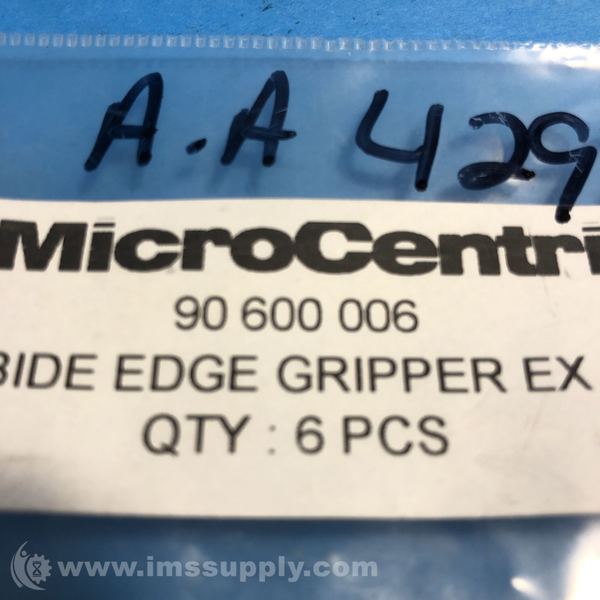 A.A 429
MicroCentri
90 600 006
BIDE EDGE GRIPPER EX
QTY : 6 PCS
www.imssupply.com